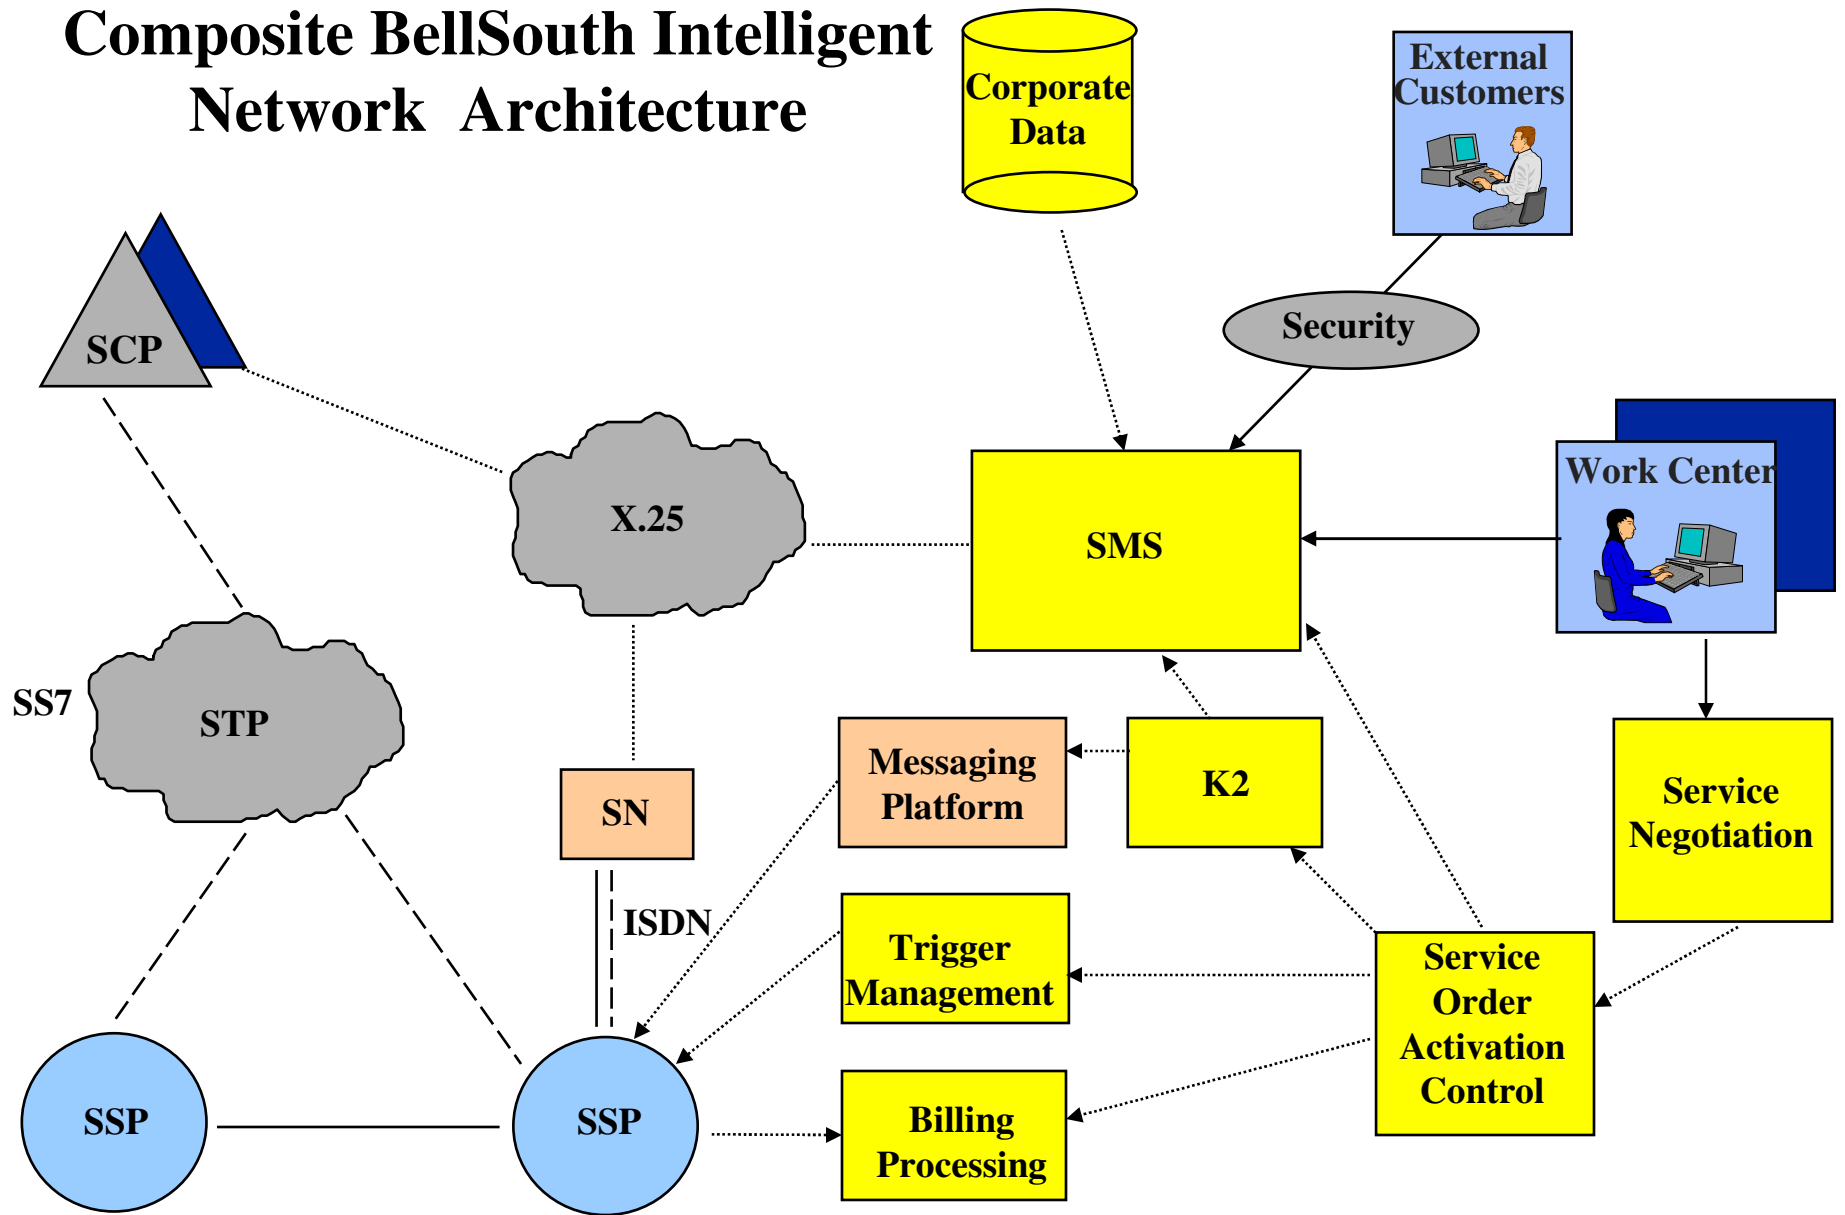 Composite BellSouth Intelligent
Network Architecture
Corporate
Data
External
Customers
Security
SCP
Work Center
X.25
SMS
SS7
STP
Messaging
Platform
K2
SN
Service
Negotiation
ISDN
Trigger
Management
Service
Order
Activation
Control
SSP
SSP
Billing
Processing